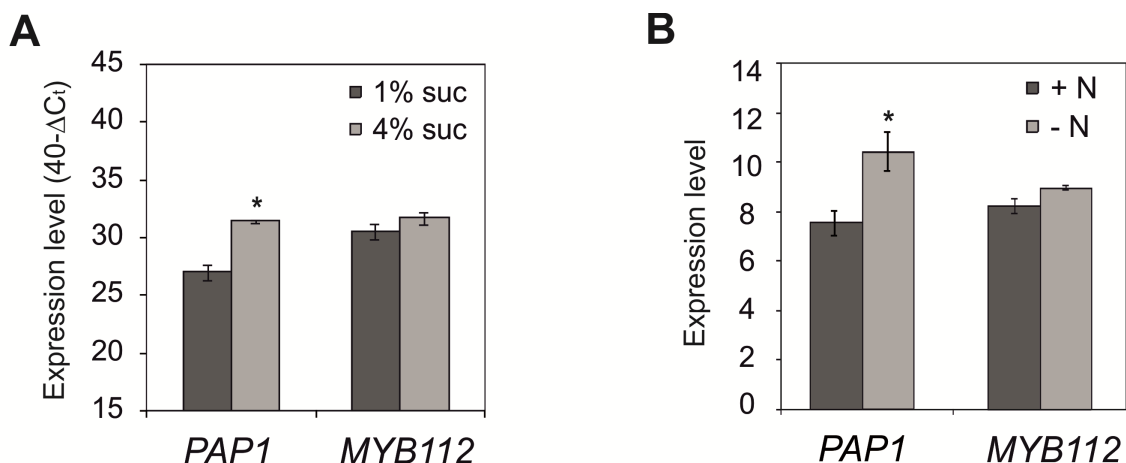 A
Expression level (40-ΔCt)
45
40
35
30
25
20
15
1% suc
4% suc
*
PAP1 MYB112
B
Expression level
14
12
10
8
6
4
2
0
+ N
- N
*
PAP1 MYB112